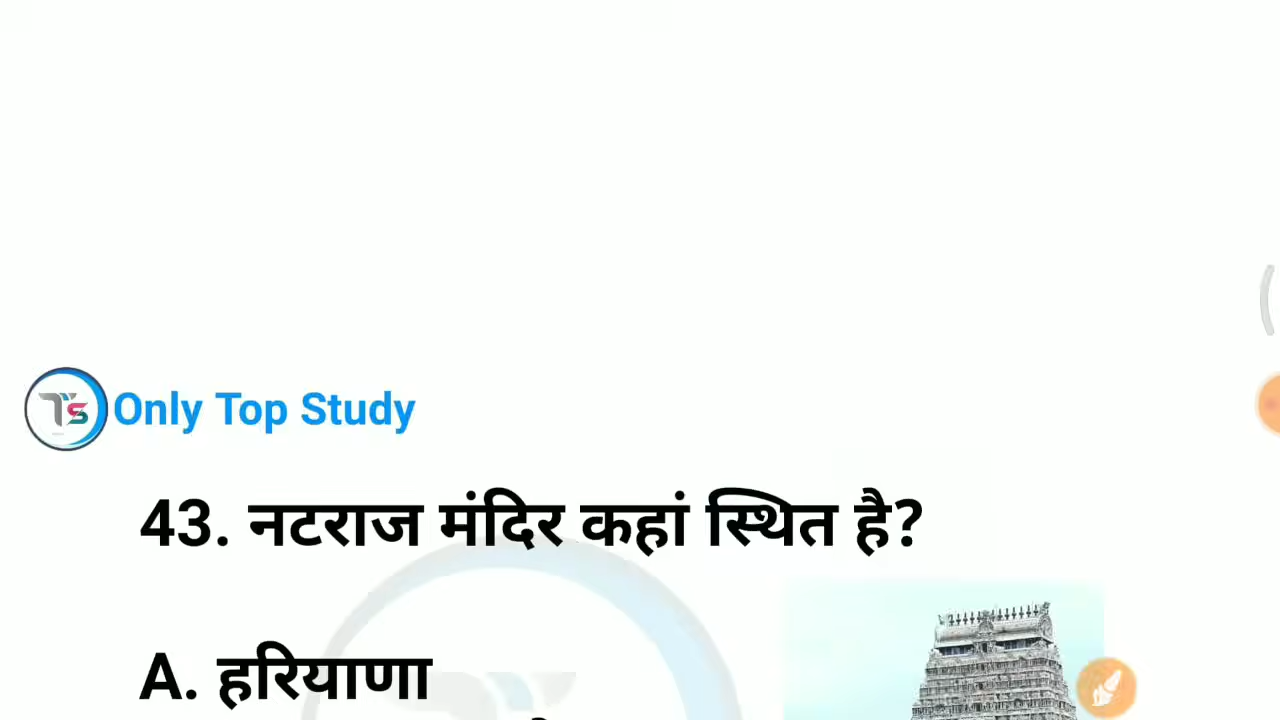 Only Top Study
43. नटराज मंदिर कहां स्थित है?
A. हरियाणा